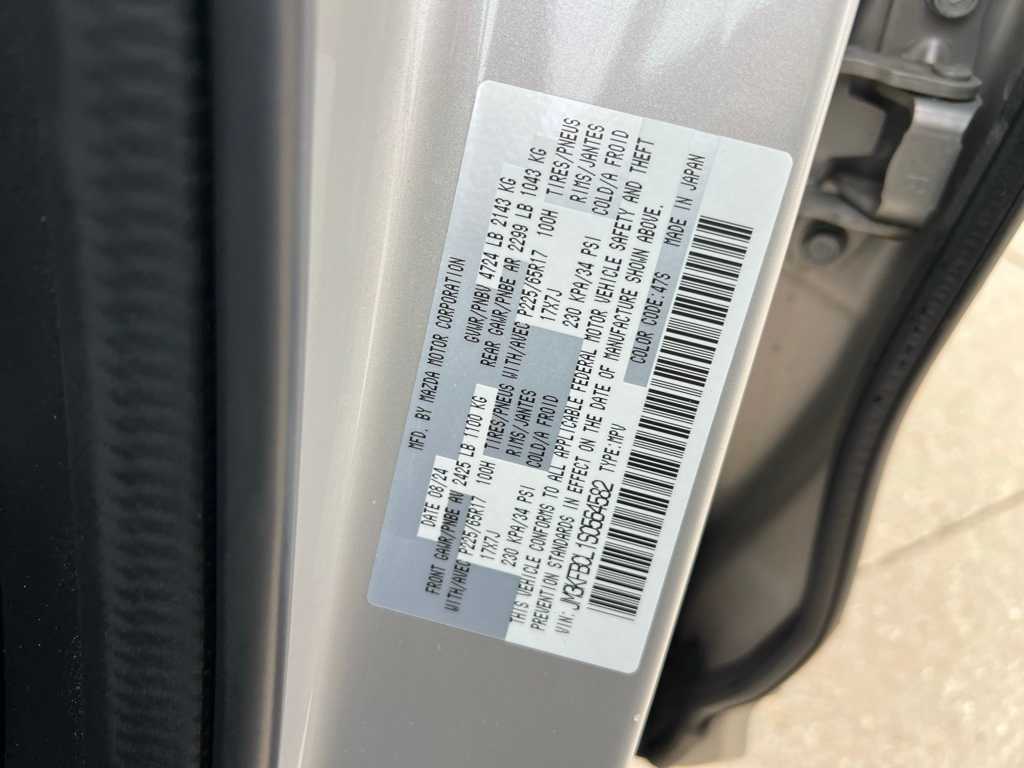 MFD. BY MAZDA MOTOR CORPORATION
DATE 08/24 GVWR/PNBV 4724 LB 2143 KG
FRONT GAWR/PNBE AV 2425 LB 1100 KG REAR GAWR/PNBE AR 2299 LB 1043 KG
WITH/AVEC P225/65R17 100H TIRES/PNEUS WITH/AVEC P225/65R17 100H TIRES/PNEUS
17X7J RIMS/JANTES 17X7J RIMS/JANTES
230 KPA/34 PSI COLD/A FROID 230 KPA/34 PSI COLD/A FROID
THIS VEHICLE CONFORMS TO ALL APPLICABLE FEDERAL MOTOR VEHICLE SAFETY AND THEFT
PREVENTION STANDARDS IN EFFECT ON THE DATE OF MANUFACTURE SHOWN ABOVE.
VIN: TYPE:MPV COLOR CODE:47S MADE IN JAPAN